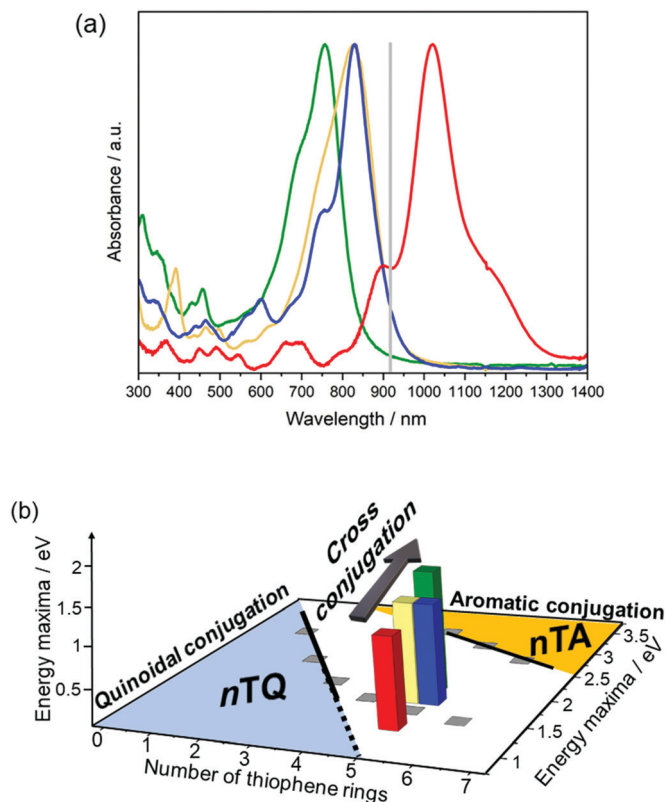 (a)
Absorbance / a.u.
300 400 500 600 700 800 900 1000 1100 1200 1300 1400
Wavelength / nm
(b)
Cross
conjugation
Energy maxima / eV
2
1.5
1
0.5
Quinoidal conjugation
Aromatic conjugation
nTQ
nTA
3.5
3
2.5
2
1.5
1
Energy maxima / eV
0 1 2 3 4 5 6 7
Number of thiophene rings